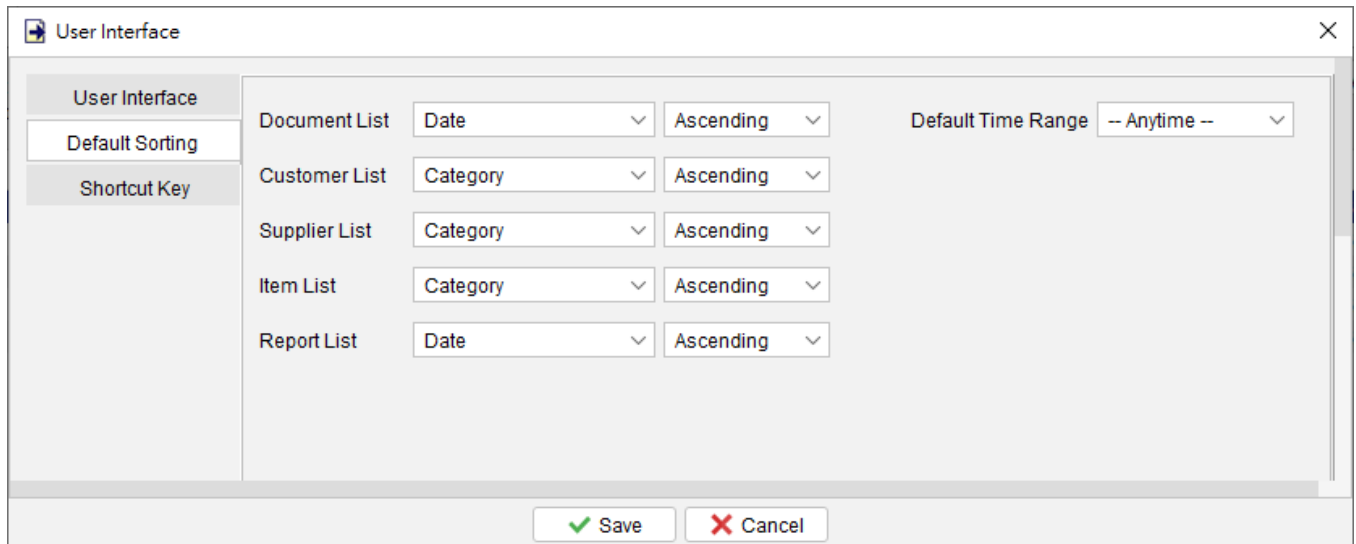 User Interface
User Interface
Default Sorting
Shortcut Key
Document List Date Ascending Default Time Range -- Anytime --
Customer List Category Ascending
Supplier List Category Ascending
Item List Category Ascending
Report List Date Ascending
Save Cancel